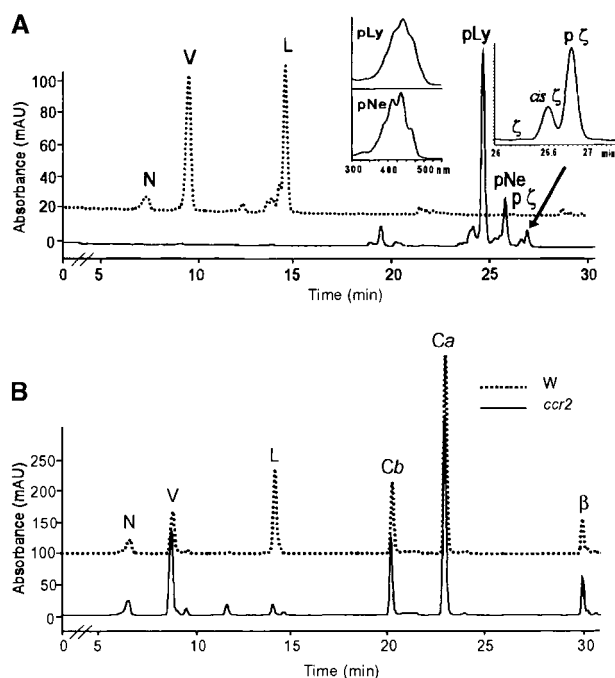 A
Absorbance (mAU)
100
80
60
40
20
0
N
V
L
pLy
pNe
300 400 500 nm
pLy
pNe
p ζ
ζ
cis ζ
p ζ
26 26.6 27 min
0 5 10 15 20 25 30
Time (min)
B
Absorbance (mAU)
250
200
150
100
50
0
N
V
L
Cb
Ca
β
W
ccr2
0 5 10 15 20 25 30
Time (min)